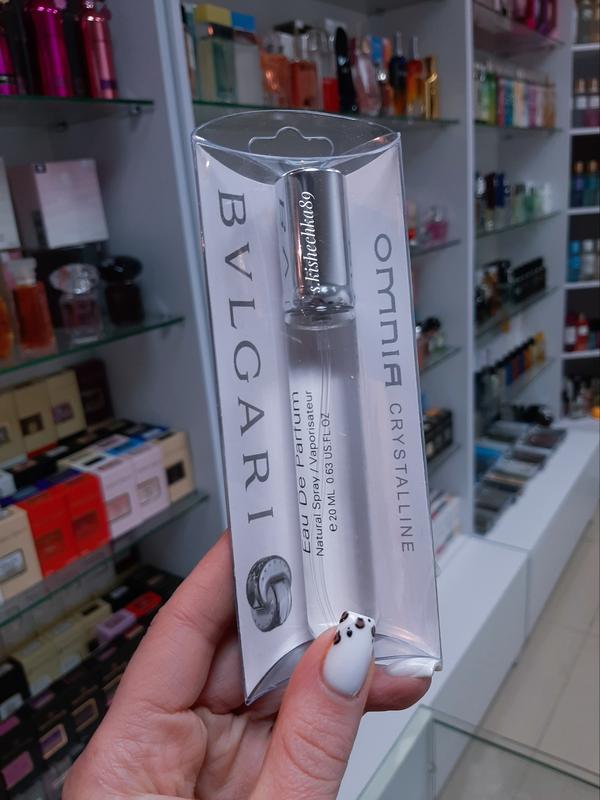 BVLGARI
s.kishechka89
OMNIA CRYSTALLINE
Eau De Parfum
Natural Spray / Vaporisateur
e 20 ML 0.63 US FL.OZ